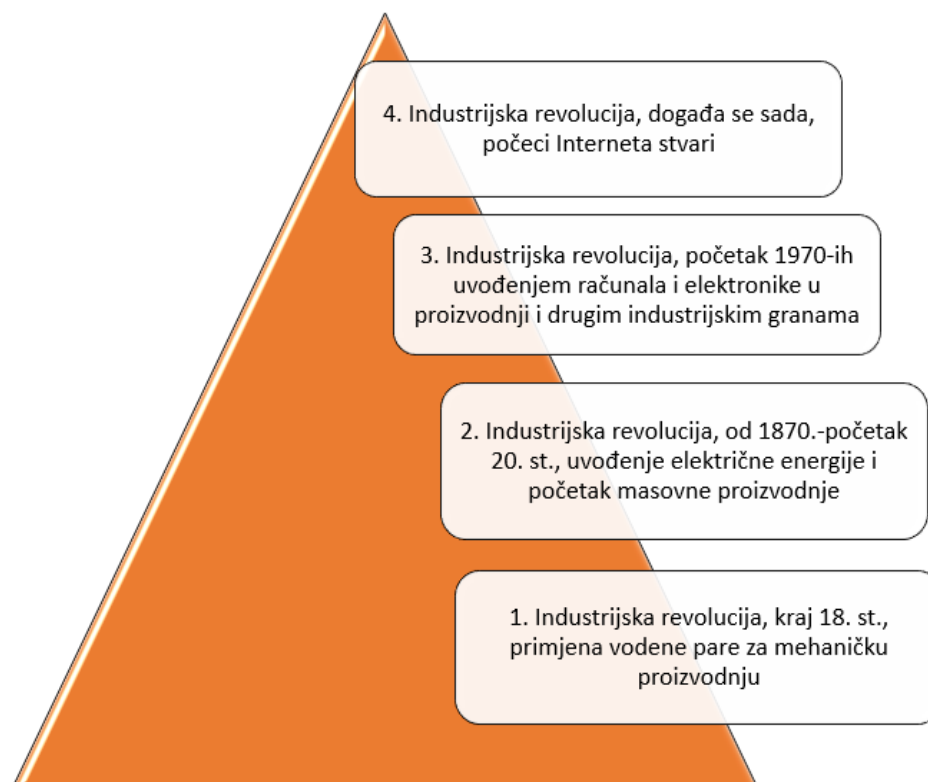 4. Industrijska revolucija, događa se sada,
počeci Interneta stvari
3. Industrijska revolucija, početak 1970-ih
uvođenjem računala i elektronike u
proizvodnji i drugim industrijskim granama
2. Industrijska revolucija, od 1870.-početak
20. st., uvođenje električne energije i
početak masovne proizvodnje
1. Industrijska revolucija, kraj 18. st.,
primjena vodene pare za mehaničku
proizvodnju